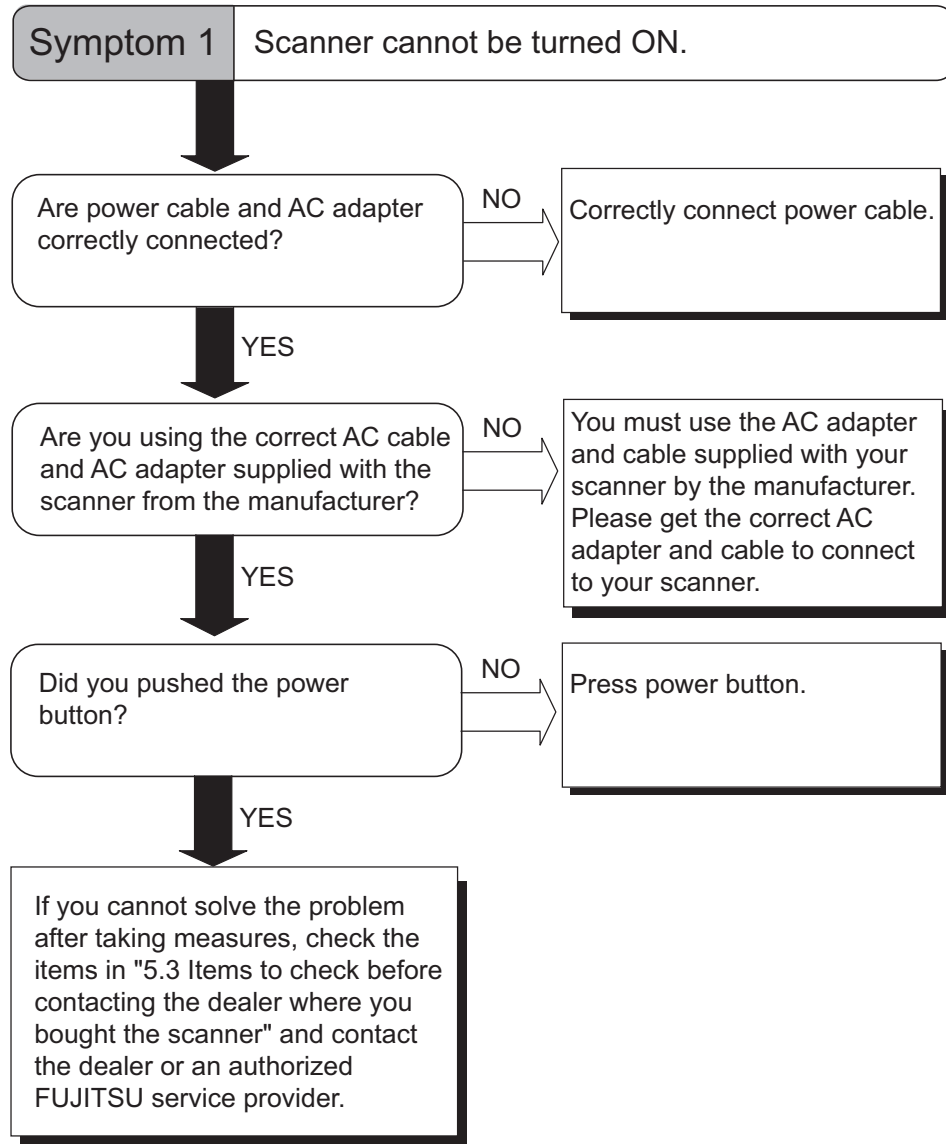 Symptom 1
Scanner cannot be turned ON.
Are power cable and AC adapter
correctly connected?
NO
Correctly connect power cable.
YES
Are you using the correct AC cable
and AC adapter supplied with the
scanner from the manufacturer?
NO
You must use the AC adapter
and cable supplied with your
scanner by the manufacturer.
Please get the correct AC
adapter and cable to connect
to your scanner.
YES
Did you pushed the power
button?
NO
Press power button.
YES
If you cannot solve the problem
after taking measures, check the
items in "5.3 Items to check before
contacting the dealer where you
bought the scanner" and contact
the dealer or an authorized
FUJITSU service provider.